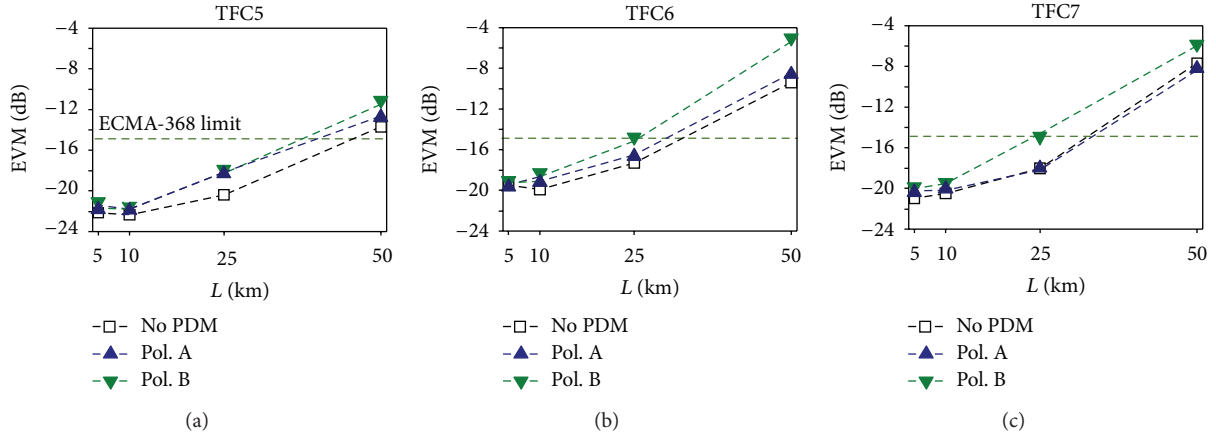 TFC5
−4
−8
−12
−16
−20
−24
EVM (dB)
ECMA-368 limit
5 10 25 50
L (km)
No PDM
Pol. A
Pol. B
(a)
TFC6
−4
−8
−12
−16
−20
−24
EVM (dB)
5 10 25 50
L (km)
No PDM
Pol. A
Pol. B
(b)
TFC7
−4
−8
−12
−16
−20
−24
EVM (dB)
5 10 25 50
L (km)
No PDM
Pol. A
Pol. B
(c)